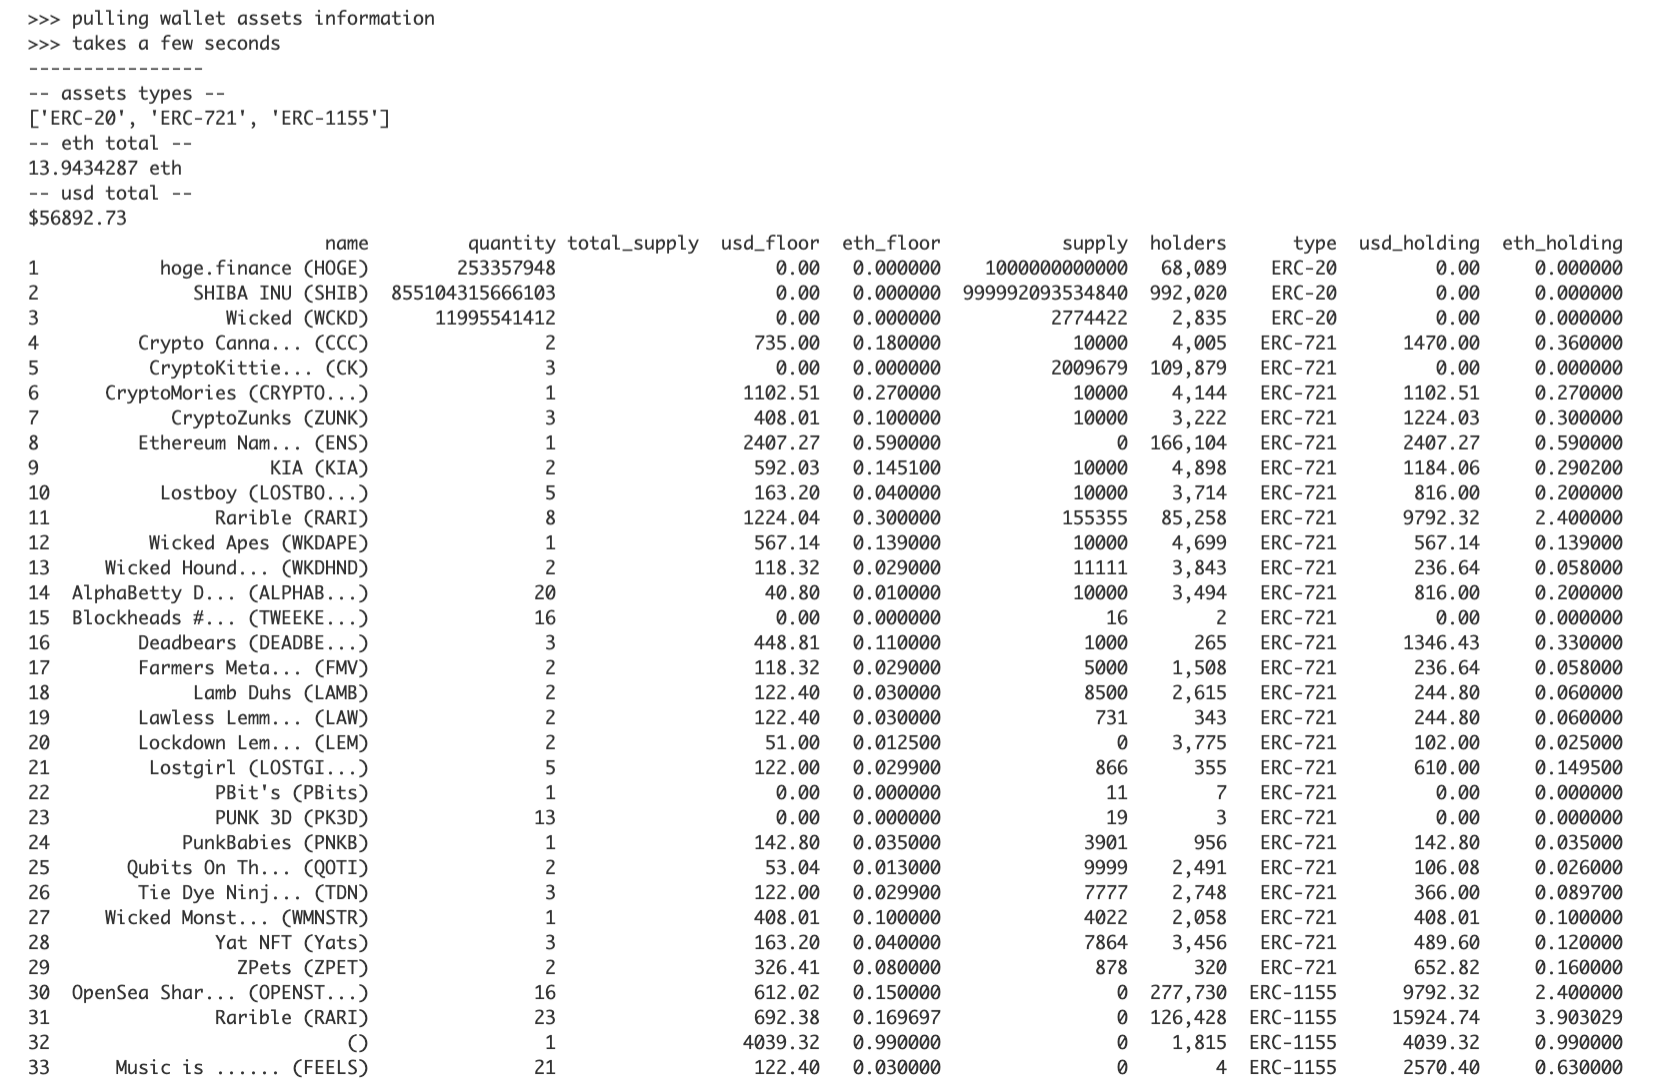 >>> pulling wallet assets information
>>> takes a few seconds
----------------
-- assets types --
['ERC-20', 'ERC-721', 'ERC-1155']
-- eth total --
13.9434287 eth
-- usd total --
$56892.73
name quantity total_supply usd_floor eth_floor supply holders type usd_holding eth_holding
1 hoge.finance (HOGE) 253357948 0.00 0.000000 1000000000000 68,089 ERC-20 0.00 0.000000
2 SHIBA INU (SHIB) 855104315666103 0.00 0.000000 999992093534840 992,020 ERC-20 0.00 0.000000
3 Wicked (WCKD) 11995541412 0.00 0.000000 2774422 2,835 ERC-20 0.00 0.000000
4 Crypto Canna... (CCC) 2 735.00 0.180000 10000 4,005 ERC-721 1470.00 0.360000
5 CryptoKittie... (CK) 3 0.00 0.000000 2009679 109,879 ERC-721 0.00 0.000000
6 CryptoMories (CRYPTO...) 1 1102.51 0.270000 10000 4,144 ERC-721 1102.51 0.270000
7 CryptoZunks (ZUNK) 3 408.01 0.100000 10000 3,222 ERC-721 1224.03 0.300000
8 Ethereum Nam... (ENS) 1 2407.27 0.590000 0 166,104 ERC-721 2407.27 0.590000
9 KIA (KIA) 2 592.03 0.145100 10000 4,898 ERC-721 1184.06 0.290200
10 Lostboy (LOSTBO...) 5 163.20 0.040000 10000 3,714 ERC-721 816.00 0.200000
11 Rarible (RARI) 8 1224.04 0.300000 155355 85,258 ERC-721 9792.32 2.400000
12 Wicked Apes (WKDAPE) 1 567.14 0.139000 10000 4,699 ERC-721 567.14 0.139000
13 Wicked Hound... (WKDHND) 2 118.32 0.029000 11111 3,843 ERC-721 236.64 0.058000
14 AlphaBetty D... (ALPHAB...) 20 40.80 0.010000 10000 3,494 ERC-721 816.00 0.200000
15 Blockheads #... (TWEEKE...) 16 0.00 0.000000 16 2 ERC-721 0.00 0.000000
16 Deadbears (DEADBE...) 3 448.81 0.110000 1000 265 ERC-721 1346.43 0.330000
17 Farmers Meta... (FMV) 2 118.32 0.029000 5000 1,508 ERC-721 236.64 0.058000
18 Lamb Duhs (LAMB) 2 122.40 0.030000 8500 2,615 ERC-721 244.80 0.060000
19 Lawless Lemm... (LAW) 2 122.40 0.030000 731 343 ERC-721 244.80 0.060000
20 Lockdown Lem... (LEM) 2 51.00 0.012500 0 3,775 ERC-721 102.00 0.025000
21 Lostgirl (LOSTGI...) 5 122.00 0.029900 866 355 ERC-721 610.00 0.149500
22 PBit's (PBits) 1 0.00 0.000000 11 7 ERC-721 0.00 0.000000
23 PUNK 3D (PK3D) 13 0.00 0.000000 19 3 ERC-721 0.00 0.000000
24 PunkBabies (PNKB) 1 142.80 0.035000 3901 956 ERC-721 142.80 0.035000
25 Qubits On Th... (QOTI) 2 53.04 0.013000 9999 2,491 ERC-721 106.08 0.026000
26 Tie Dye Ninj... (TDN) 3 122.00 0.029900 7777 2,748 ERC-721 366.00 0.089700
27 Wicked Monst... (WMNSTR) 1 408.01 0.100000 4022 2,058 ERC-721 408.01 0.100000
28 Yat NFT (Yats) 3 163.20 0.040000 7864 3,456 ERC-721 489.60 0.120000
29 ZPets (ZPET) 2 326.41 0.080000 878 320 ERC-721 652.82 0.160000
30 OpenSea Shar... (OPENST...) 16 612.02 0.150000 0 277,730 ERC-1155 9792.32 2.400000
31 Rarible (RARI) 23 692.38 0.169697 0 126,428 ERC-1155 15924.74 3.903029
32 () 1 4039.32 0.990000 0 1,815 ERC-1155 4039.32 0.990000
33 Music is ...... (FEELS) 21 122.40 0.030000 0 4 ERC-1155 2570.40 0.630000